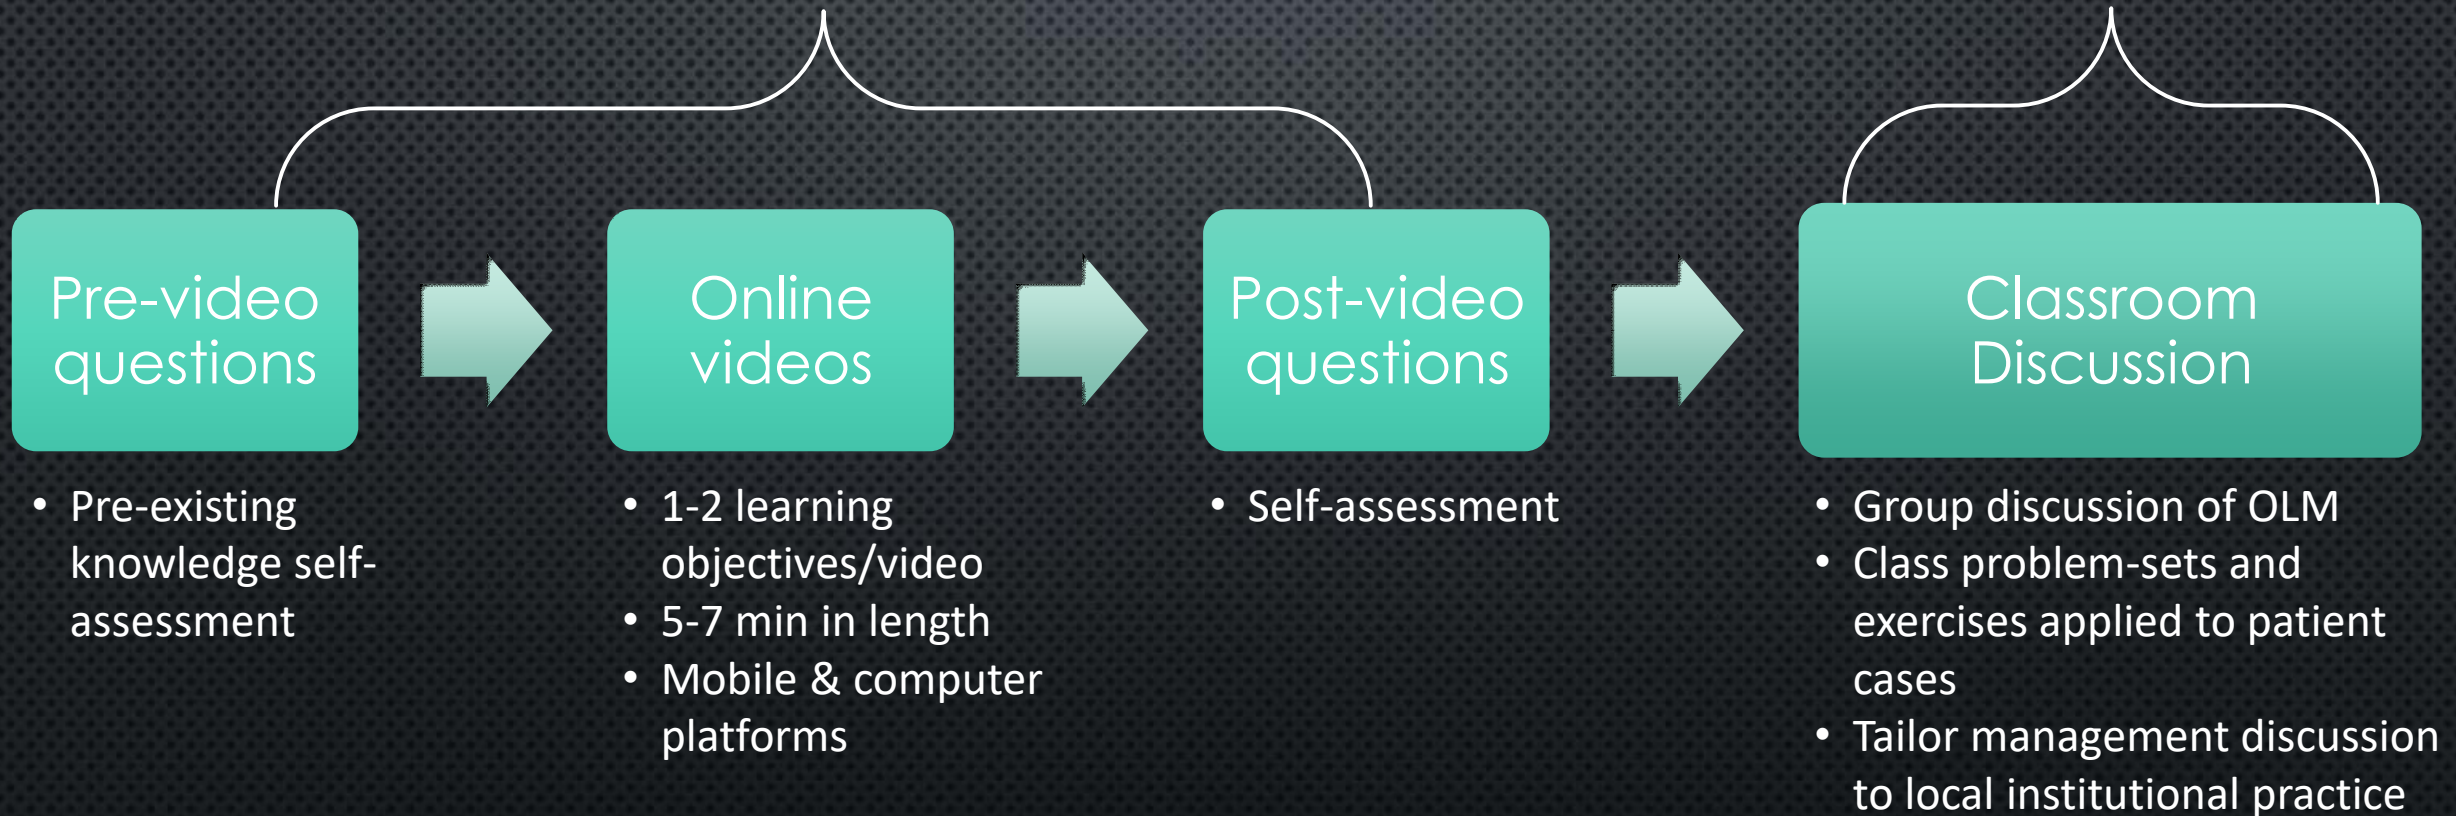 Pre-video
questions
Online
videos
Post-video
questions
Classroom
Discussion
• Pre-existing
knowledge self-
assessment
• 1-2 learning
objectives/video
• 5-7 min in length
• Mobile & computer
platforms
• Self-assessment
• Group discussion of OLM
• Class problem-sets and
exercises applied to patient
cases
• Tailor management discussion
to local institutional practice